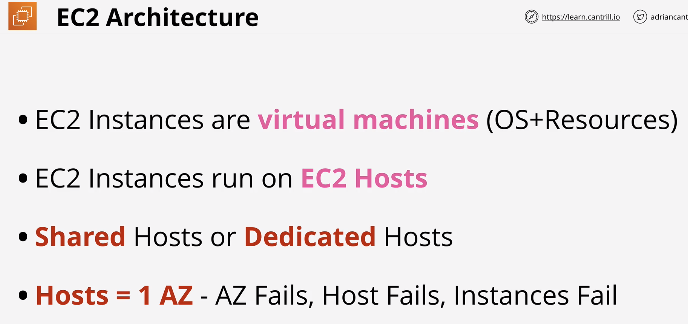 EC2 Architecture
https://learn.cantrill.io
adriancant
• EC2 Instances are virtual machines (OS+Resources)
• EC2 Instances run on EC2 Hosts
• Shared Hosts or Dedicated Hosts
• Hosts = 1 AZ - AZ Fails, Host Fails, Instances Fail